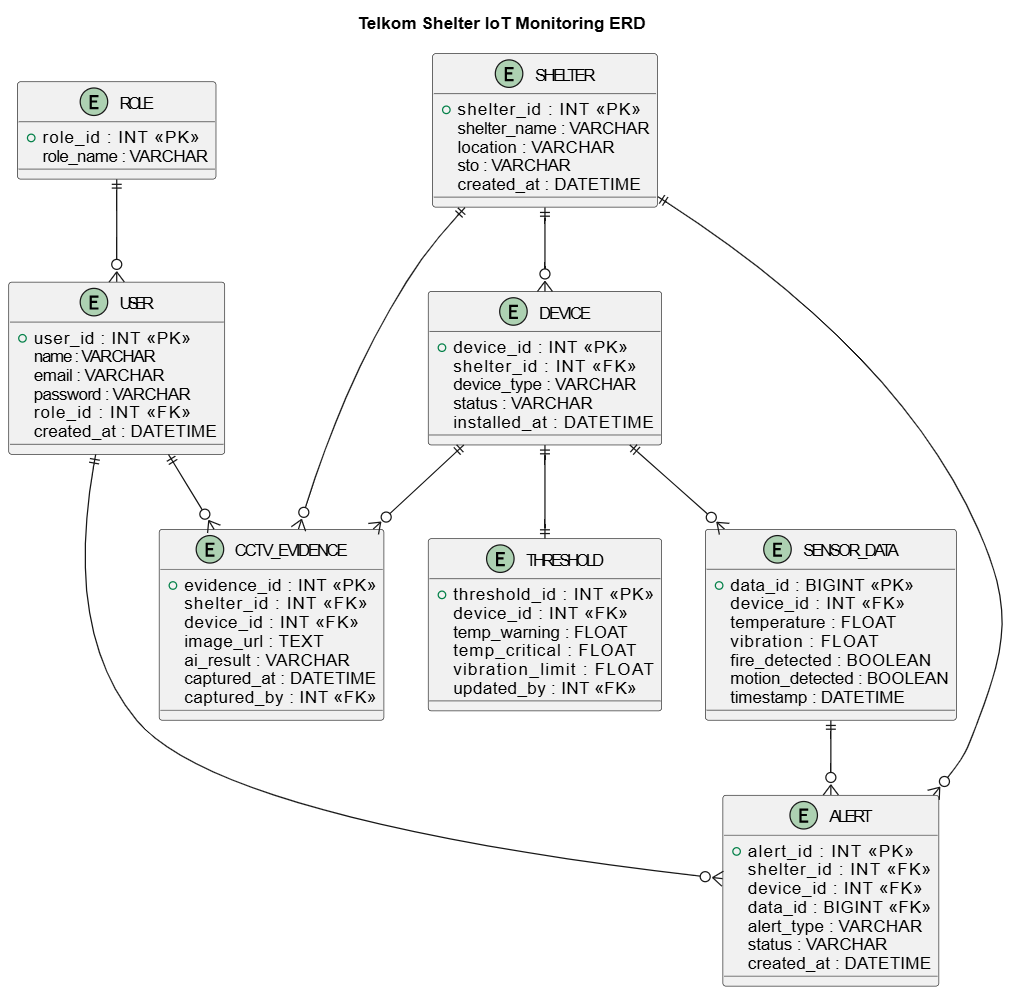 Telkom Shelter IoT Monitoring ERD
E ROLE
role_id : INT «PK»
role_name : VARCHAR
E SHELTER
shelter_id : INT «PK»
shelter_name : VARCHAR
location : VARCHAR
sto : VARCHAR
created_at : DATETIME
E USER
user_id : INT «PK»
name : VARCHAR
email : VARCHAR
password : VARCHAR
role_id : INT «FK»
created_at : DATETIME
E DEVICE
device_id : INT «PK»
shelter_id : INT «FK»
device_type : VARCHAR
status : VARCHAR
installed_at : DATETIME
E CCTV_EVIDENCE
evidence_id : INT «PK»
shelter_id : INT «FK»
device_id : INT «FK»
image_url : TEXT
ai_result : VARCHAR
captured_at : DATETIME
captured_by : INT «FK»
E THRESHOLD
threshold_id : INT «PK»
device_id : INT «FK»
temp_warning : FLOAT
temp_critical : FLOAT
vibration_limit : FLOAT
updated_by : INT «FK»
E SENSOR_DATA
data_id : BIGINT «PK»
device_id : INT «FK»
temperature : FLOAT
vibration : FLOAT
fire_detected : BOOLEAN
motion_detected : BOOLEAN
timestamp : DATETIME
E ALERT
alert_id : INT «PK»
shelter_id : INT «FK»
device_id : INT «FK»
data_id : BIGINT «FK»
alert_type : VARCHAR
status : VARCHAR
created_at : DATETIME